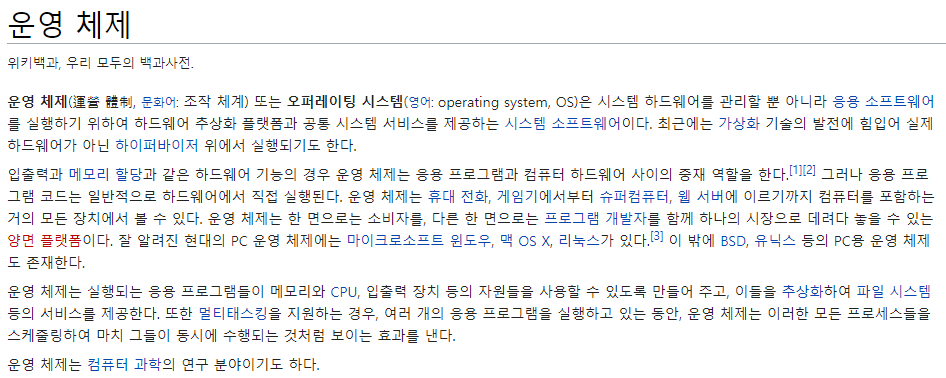 운영 체제
위키백과, 우리 모두의 백과사전.
운영 체제(運營 體制, 문화어: 조작 체계) 또는 오퍼레이팅 시스템(영어: operating system, OS)은 시스템 하드웨어를 관리할 뿐 아니라 응용 소프트웨어
를 실행하기 위하여 하드웨어 추상화 플랫폼과 공통 시스템 서비스를 제공하는 시스템 소프트웨어이다. 최근에는 가상화 기술의 발전에 힘입어 실제
하드웨어가 아닌 하이퍼바이저 위에서 실행되기도 한다.
입출력과 메모리 할당과 같은 하드웨어 기능의 경우 운영 체제는 응용 프로그램과 컴퓨터 하드웨어 사이의 중재 역할을 한다.[1][2] 그러나 응용 프로
그램 코드는 일반적으로 하드웨어에서 직접 실행된다. 운영 체제는 휴대 전화, 게임기에서부터 슈퍼컴퓨터, 웹 서버에 이르기까지 컴퓨터를 포함하는
거의 모든 장치에서 볼 수 있다. 운영 체제는 한 면으로는 소비자를, 다른 한 면으로는 프로그램 개발자를 함께 하나의 시장으로 데려다 놓을 수 있는
양면 플랫폼이다. 잘 알려진 현대의 PC 운영 체제에는 마이크로소프트 윈도우, 맥 OS X, 리눅스가 있다.[3] 이 밖에 BSD, 유닉스 등의 PC용 운영 체제
도 존재한다.
운영 체제는 실행되는 응용 프로그램들이 메모리와 CPU, 입출력 장치 등의 자원들을 사용할 수 있도록 만들어 주고, 이들을 추상화하여 파일 시스템
등의 서비스를 제공한다. 또한 멀티태스킹을 지원하는 경우, 여러 개의 응용 프로그램을 실행하고 있는 동안, 운영 체제는 이러한 모든 프로세스들을
스케줄링하여 마치 그들이 동시에 수행되는 것처럼 보이는 효과를 낸다.
운영 체제는 컴퓨터 과학의 연구 분야이기도 하다.